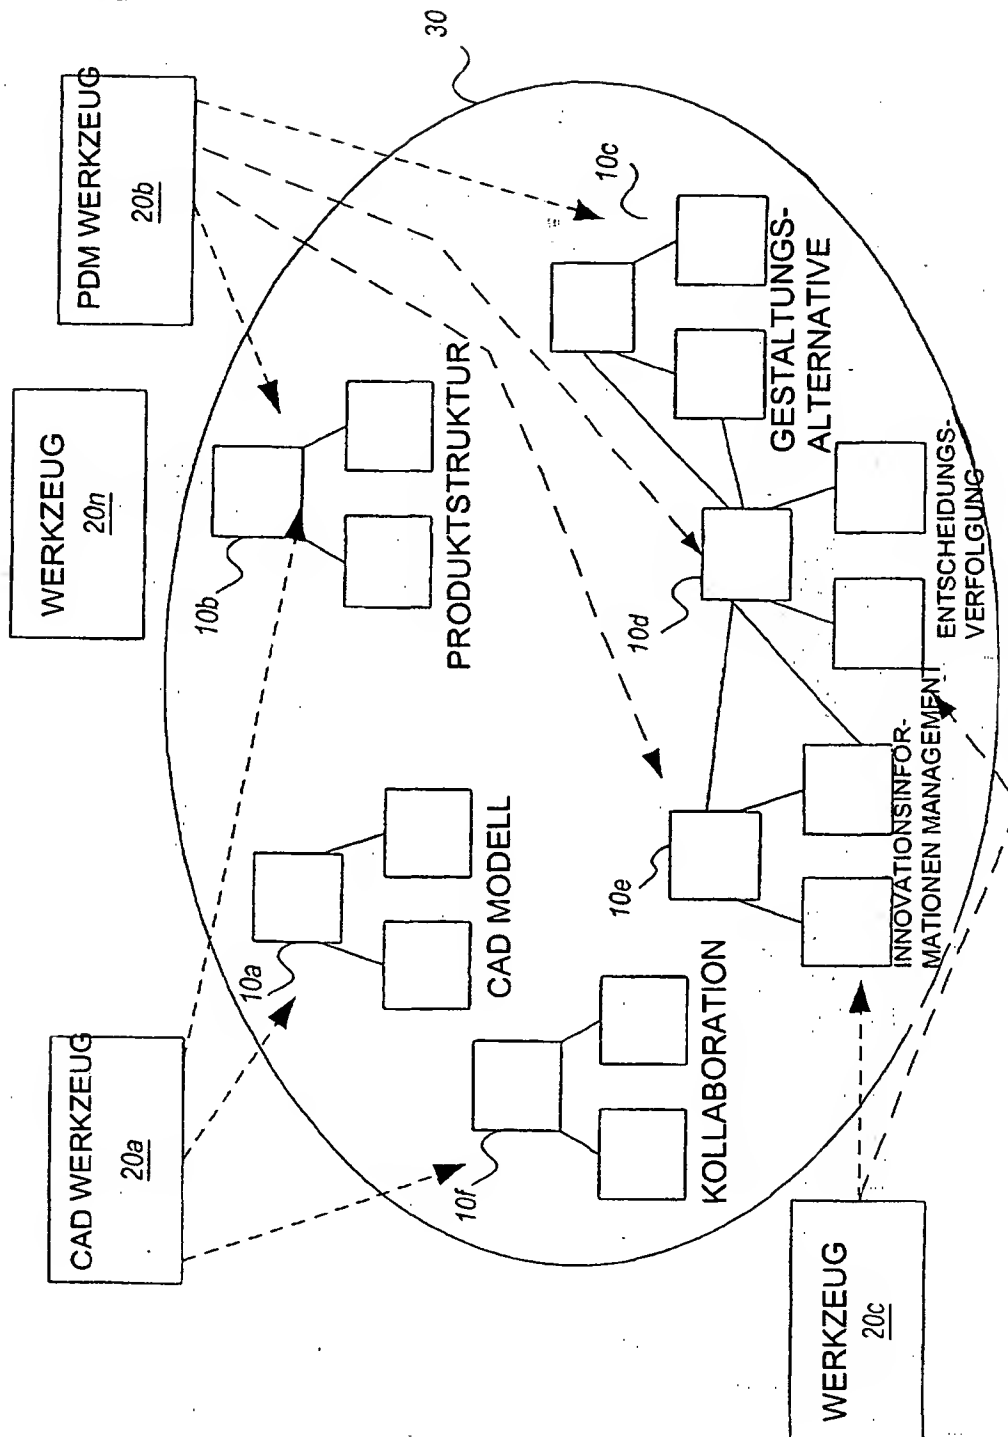 CAD WERKZEUG
20a
WERKZEUG
20n
PDM WERKZEUG
20b
30
10a
CAD MODELL
10b
PRODUKTSTRUKTUR
10f
KOLLABORATION
10c
GESTALTUNGS-
ALTERNATIVE
10e
INNOVATIONSINFOR-
MATIONEN MANAGEMENT
10d
ENTSCHEIDUNGS-
VERFOLGUNG
WERKZEUG
20c